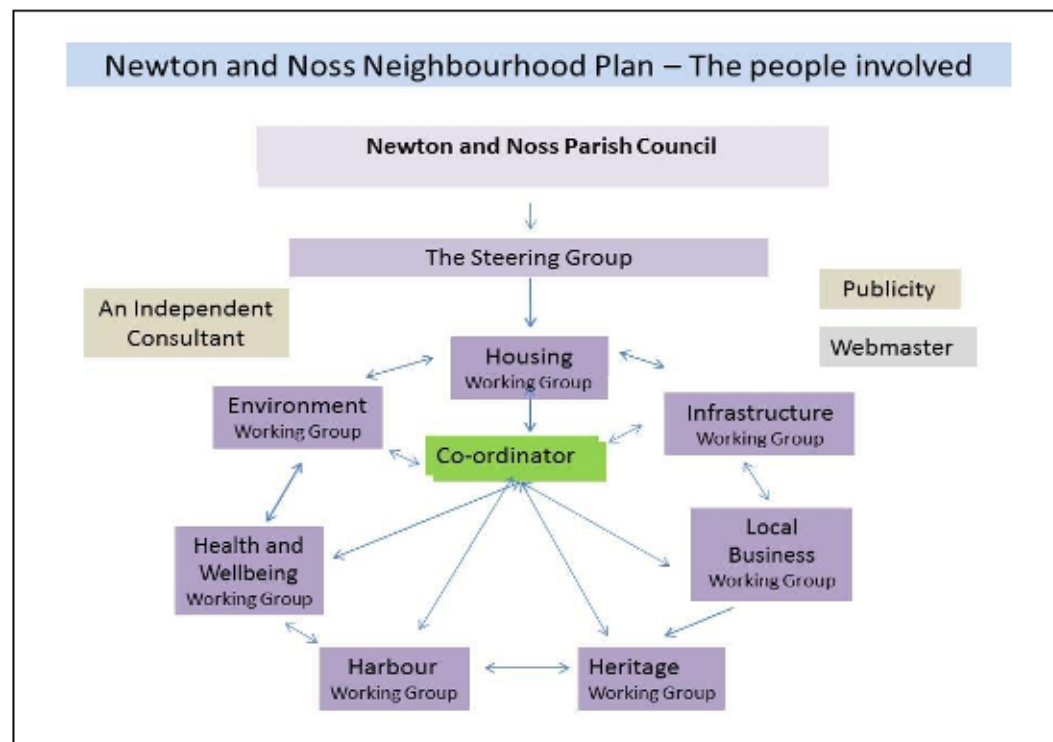 Newton and Noss Neighbourhood Plan – The people involved
Newton and Noss Parish Council
The Steering Group
An Independent
Consultant
Publicity
Webmaster
Housing
Working Group
Environment
Working Group
Infrastructure
Working Group
Co-ordinator
Health and
Wellbeing
Working Group
Local
Business
Working Group
Harbour
Working Group
Heritage
Working Group